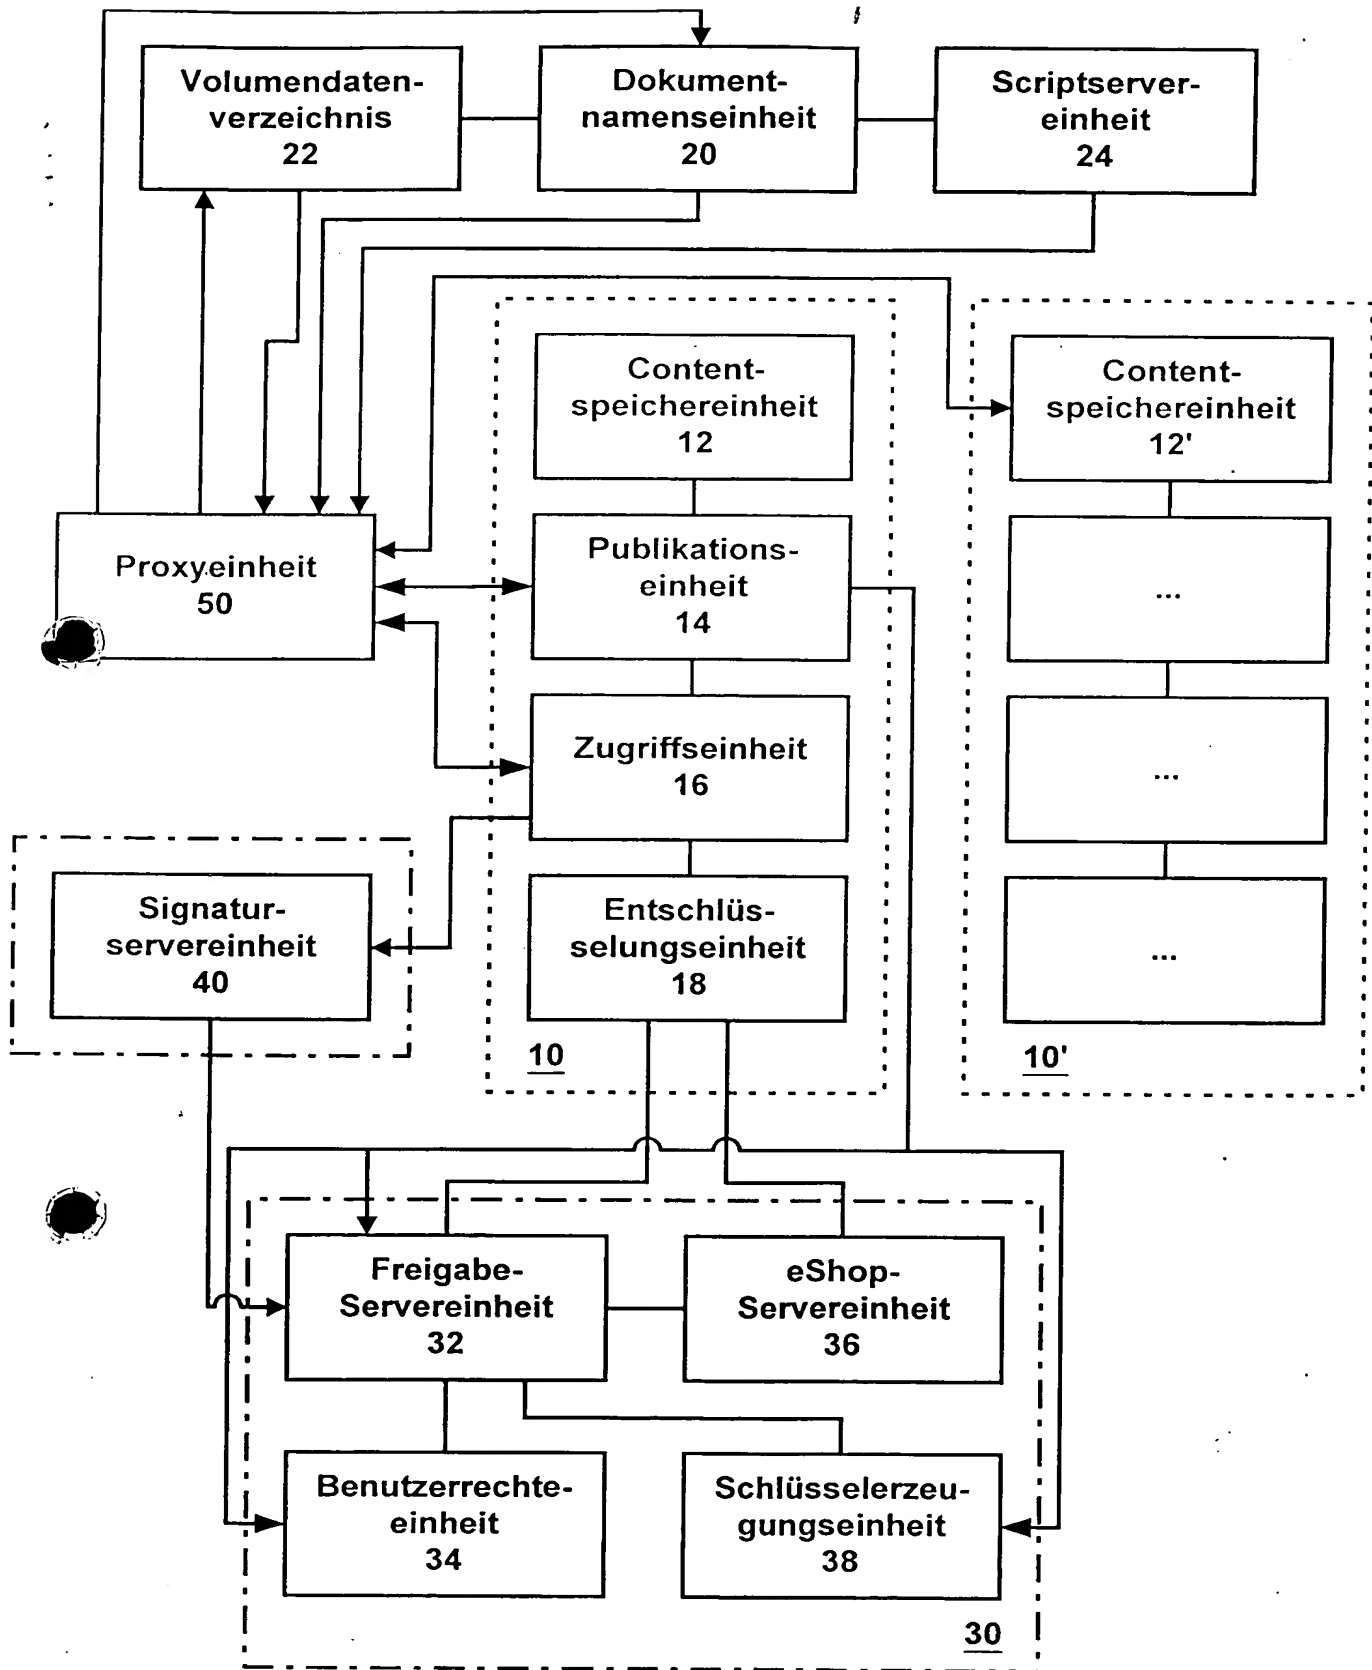 Volumendaten-
verzeichnis
22
Dokument-
namenseinheit
20
Scriptserver-
einheit
24
Content-
speichereinheit
12
Content-
speichereinheit
12'
Proxyeinheit
50
Publikations-
einheit
14
...
Zugriffseinheit
16
...
Signatur-
servereinheit
40
Entschlüs-
selungseinheit
18
...
10
10'
Freigabe-
Servereinheit
32
eShop-
Servereinheit
36
Benutzerrechte-
einheit
34
Schlüsselerzeu-
gungseinheit
38
30